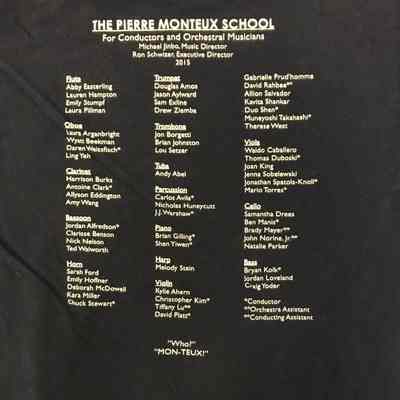 THE PIERRE MONTEUX SCHOOL
For Conductors and Orchestral Musicians
Michael Jinbo, Music Director
Ron Schwizer, Executive Director
2015
Flute
Abby Easterling
Lauren Hampton
Emily Stumpf
Laura Pillman
Oboe
Laura Arganbright
Wyatt Beekman
Daren Weissfisch*
Ling Yeh
Clarinet
Harrison Burks
Antoine Clark*
Allyson Eddington
Amy Wang
Bassoon
Jordan Alfredson*
Clarisse Benson
Nick Nelson
Ted Walworth
Horn
Sarah Ford
Emily Hoffner
Deborah McDowell
Kara Miller
Chuck Stewart*
Trumpet
Douglas Amos
Jason Aylward
Sam Exline
Drew Ziemba
Trombone
Jon Borgetti
Brian Johnston
Lou Setzer
Tuba
Andy Abel
Percussion
Carlos Avila*
Nicholas Huneycutt
J.J.Warshaw*
Piano
Brian Gilling*
Shen Yiwen*
Harp
Melody Stein
Violin
Kylie Ahern
Christopher Kim*
Tiffany Lu**
David Platt*
Gabrielle Prud'homme
David Rahbee**
Allion Salvador
Kavita Shankar
Duo Shen*
Muneyoshi Takahashi*
Therese West
Viola
Waldo Caballero
Thomas Duboski*
Joan King
Jenna Sobelewski
Jonathan Spatola-Knoll*
Mario Torres*
Cello
Samantha Drees
Ben Manis*
Brady Mayer**
John Norine, Jr.**
Natalie Parker
Bass
Bryan Kolk*
Jordan Loveland
Craig Yoder
*Conductor
**Orchestra Assistant
**Conducting Assistant
"Who!"
"MON-TEUX!"